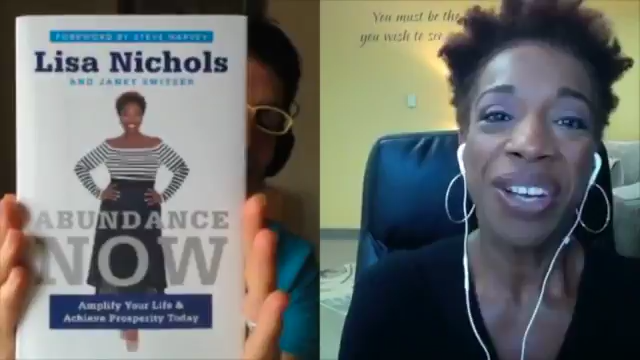 FOREWORD BY STEVE HARVEY
Lisa Nichols
AND JANET SWITZER
ABUNDANCE
NOW
Amplify Your Life &
Achieve Prosperity Today
You must be the
you wish to see